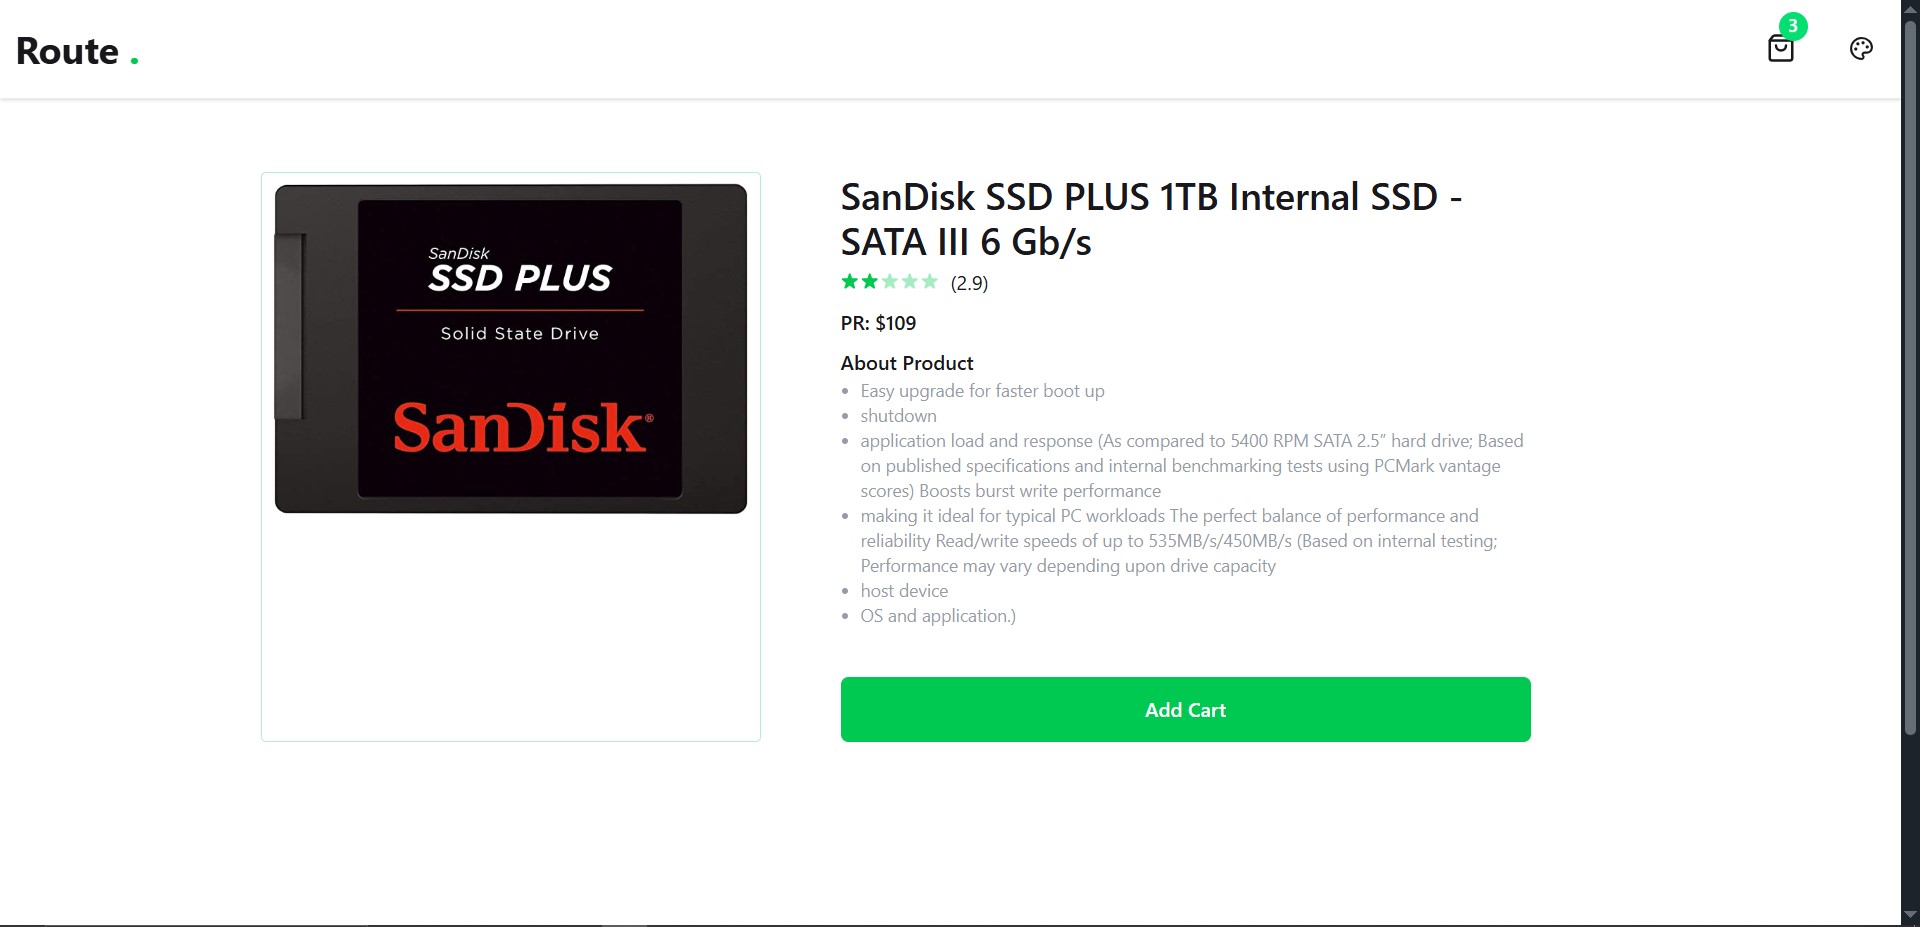 Route .
3
SanDisk
SSD PLUS
Solid State Drive
SanDisk®
SanDisk SSD PLUS 1TB Internal SSD -
SATA III 6 Gb/s
(2.9)
PR: $109
About Product
• Easy upgrade for faster boot up
• shutdown
• application load and response (As compared to 5400 RPM SATA 2.5” hard drive; Based
on published specifications and internal benchmarking tests using PCMark vantage
scores) Boosts burst write performance
• making it ideal for typical PC workloads The perfect balance of performance and
reliability Read/write speeds of up to 535MB/s/450MB/s (Based on internal testing;
Performance may vary depending upon drive capacity
• host device
• OS and application.)
Add Cart